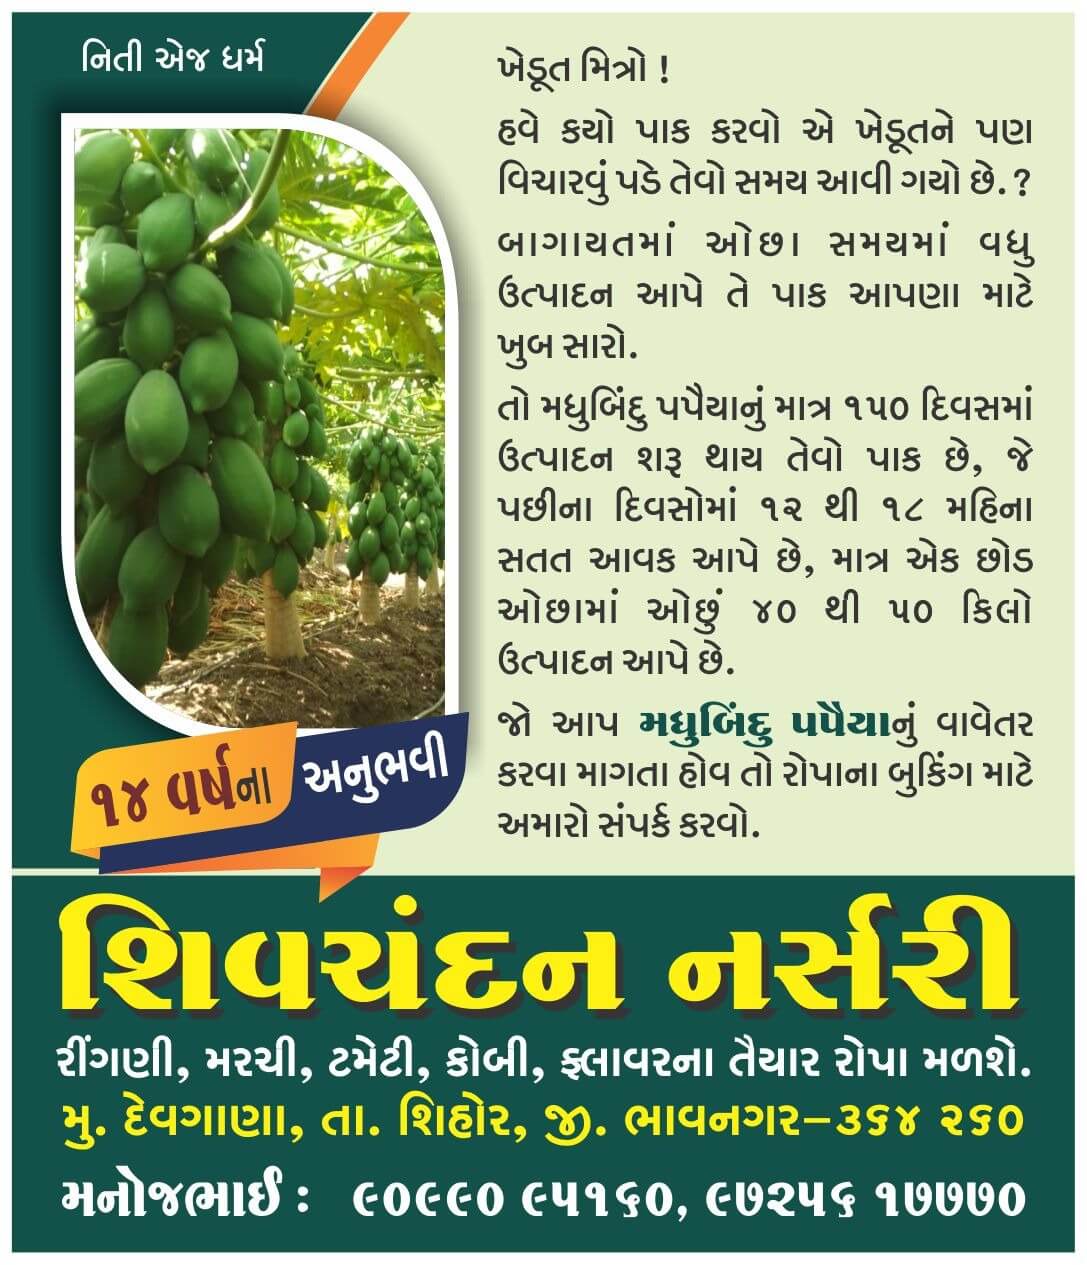 નિતી એજ ધર્મ
ખેડૂત મિત્રો !
હવે કયો પાક કરવો એ ખેડૂતને પણ
વિચારવું પડે તેવો સમય આવી ગયો છે. ?
બાગાયતમાં ઓછા સમયમાં વધુ
ઉત્પાદન આપે તે પાક આપણા માટે
ખુબ સારો.
તો મધુબિંદુ પપૈયાનું માત્ર ૧૫૦ દિવસમાં
ઉત્પાદન શરૂ થાય તેવો પાક છે, જે
પછીના દિવસોમાં ૧૨ થી ૧૮ મહિના
સતત આવક આપે છે, માત્ર એક છોડ
ઓછામાં ઓછું ૪૦ થી ૫૦ કિલો
ઉત્પાદન આપે છે.
જો આપ મધુબિંદુ પપૈયાનું વાવેતર
કરવા માગતા હોવ તો રોપાના બુકિંગ માટે
અમારો સંપર્ક કરવો.
૧૪ વર્ષના અનુભવી
શિવચંદન નર્સરી
રીંગણી, મરચી, ટમેટી, કોબી, ફ્લાવરના તૈયાર રોપા મળશે.
મુ. દેવગાણા, તા. શિહોર, જી. ભાવનગર–૩૬૪ ૨૬૦
મનોજભાઈ : ૯૦૯૯૦ ૯૫૧૬૦, ૯૭૨૫૬ ૧૭૭૭૦